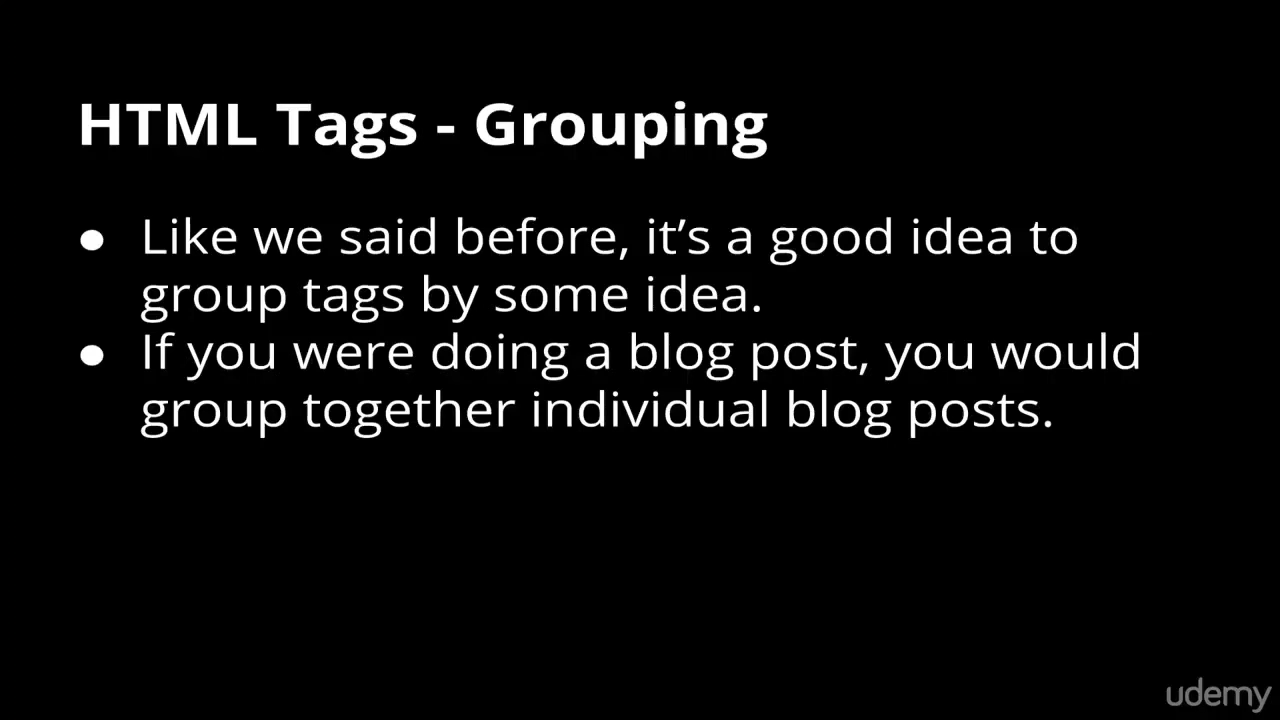 HTML Tags - Grouping
● Like we said before, it’s a good idea to
group tags by some idea.
● If you were doing a blog post, you would
group together individual blog posts.
udemy